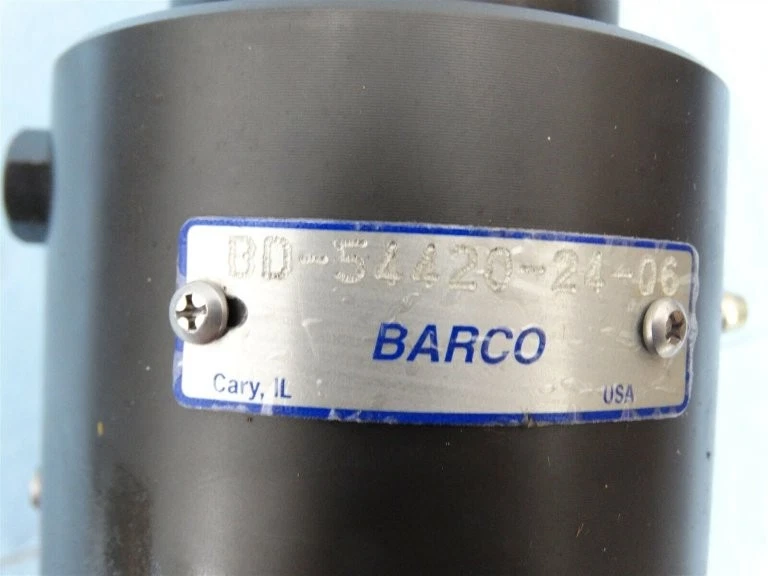 BD-54420-24-06
BARCO
Cary, IL USA